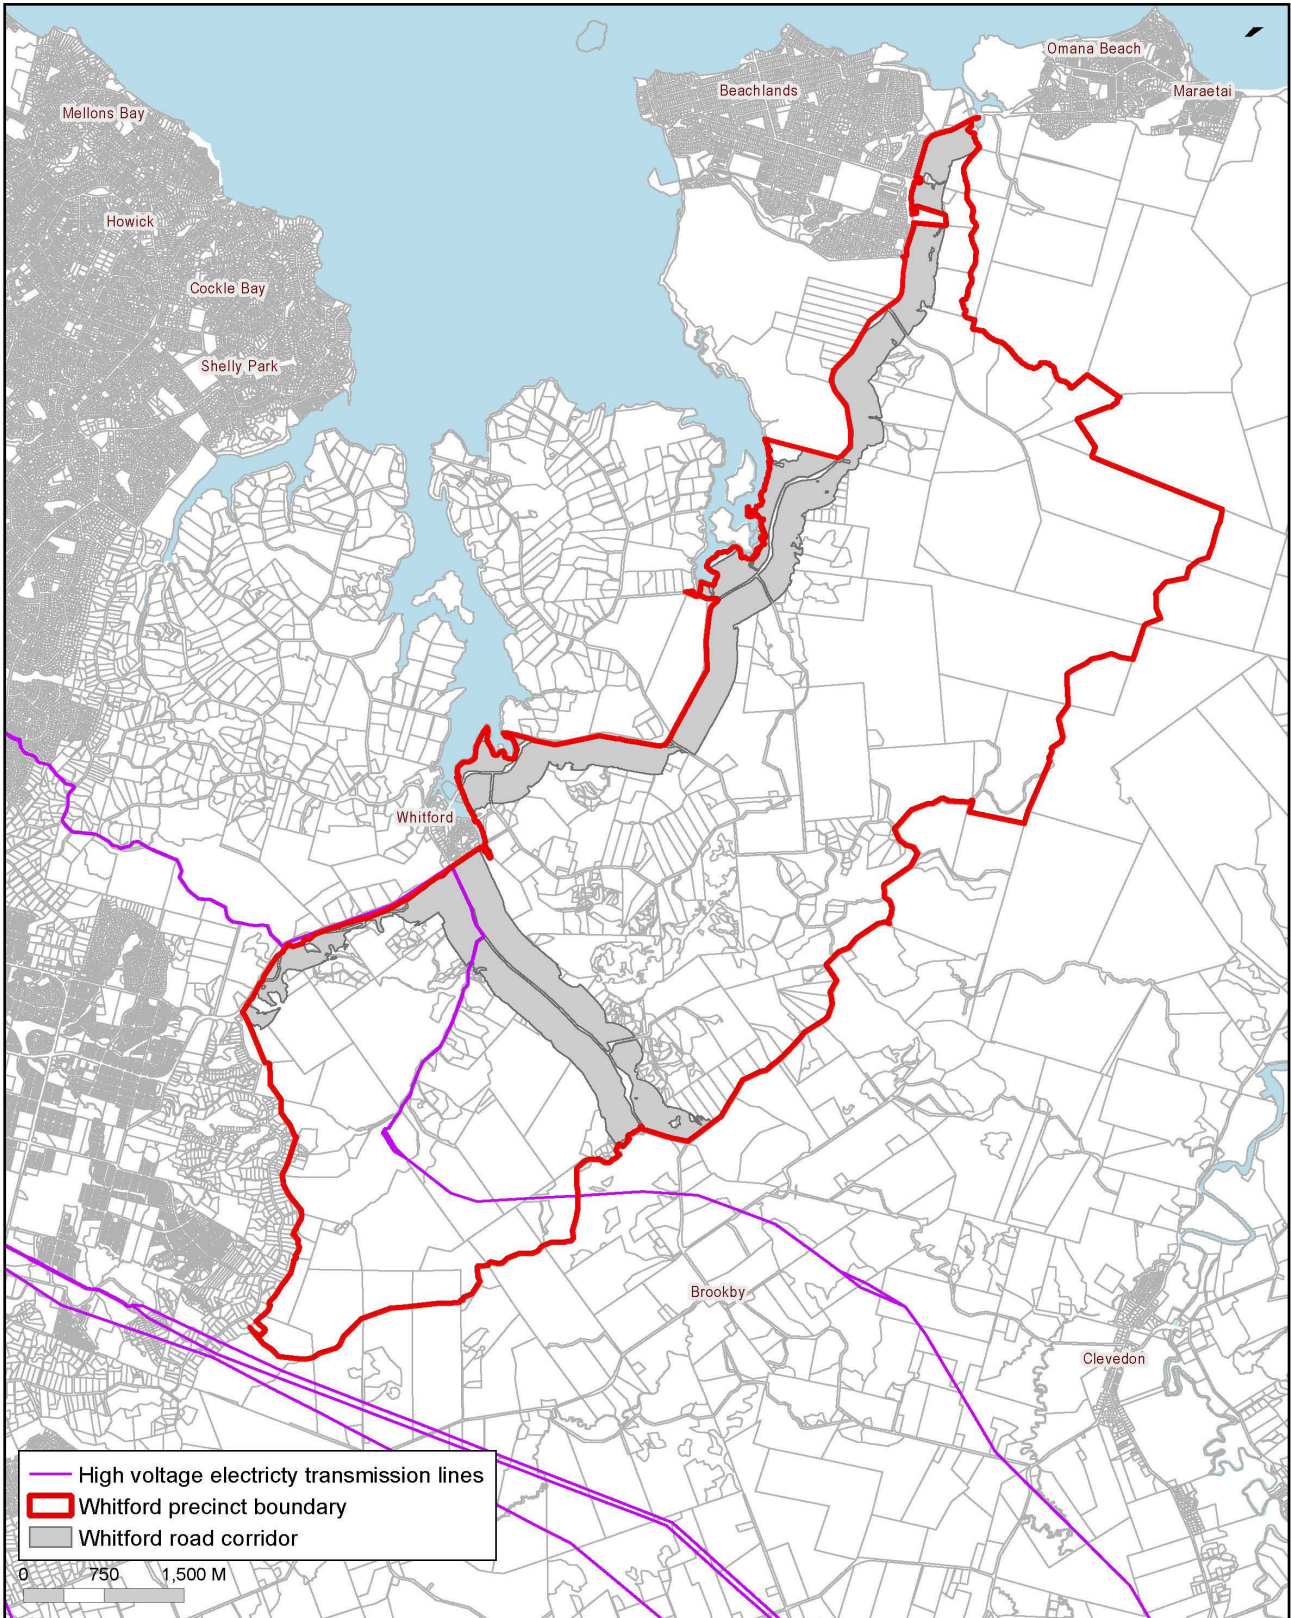 Omana Beach
Beachlands
Maraetai
Mellons Bay
Howick
Cockle Bay
Shelly Park
Whitford
Brookby
Clevedon
High voltage electricty transmission lines
Whitford precinct boundary
Whitford road corridor
0 750 1,500 M